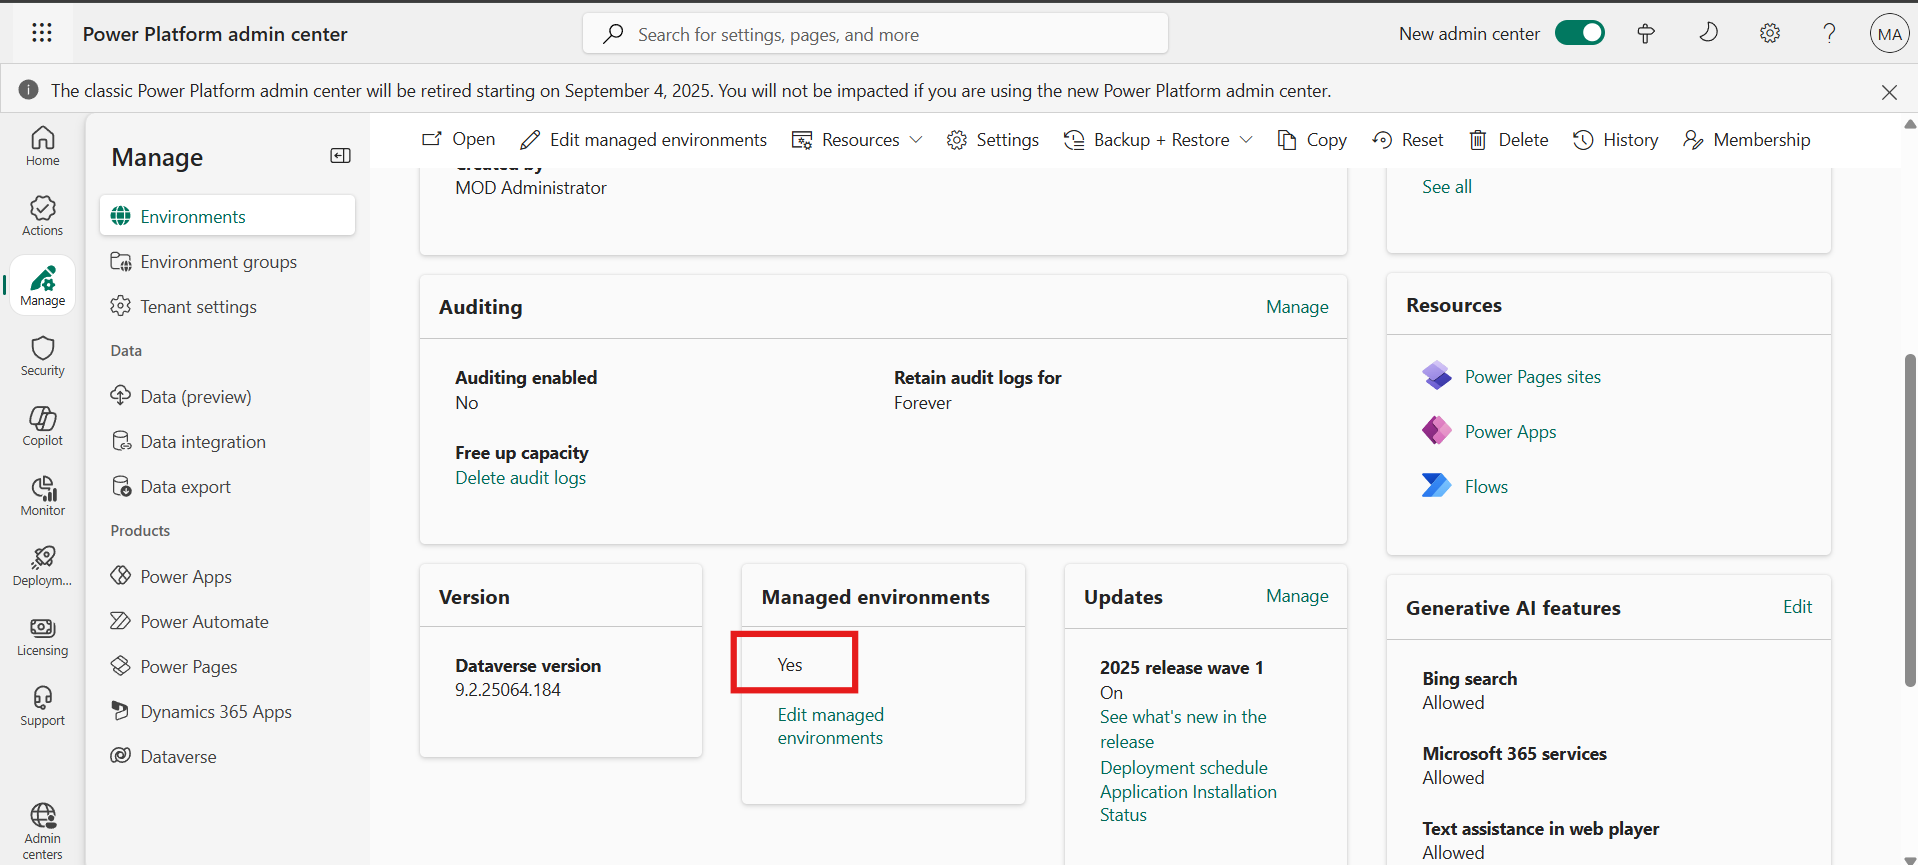 Power Platform admin center
Search for settings, pages, and more
New admin center
MA
The classic Power Platform admin center will be retired starting on September 4, 2025. You will not be impacted if you are using the new Power Platform admin center.
Home
Actions
Manage
Security
Copilot
Monitor
Deploym...
Licensing
Support
Admin
centers
Manage
Environments
Environment groups
Tenant settings
Data
Data (preview)
Data integration
Data export
Products
Power Apps
Power Automate
Power Pages
Dynamics 365 Apps
Dataverse
Open
Edit managed environments
Resources
Settings
Backup + Restore
Copy
Reset
Delete
History
Membership
Created by
MOD Administrator
See all
Auditing
Manage
Auditing enabled
No
Retain audit logs for
Forever
Free up capacity
Delete audit logs
Resources
Power Pages sites
Power Apps
Flows
Version
Dataverse version
9.2.25064.184
Managed environments
Yes
Edit managed
environments
Updates
Manage
2025 release wave 1
On
See what's new in the
release
Deployment schedule
Application Installation
Status
Generative AI features
Edit
Bing search
Allowed
Microsoft 365 services
Allowed
Text assistance in web player
Allowed